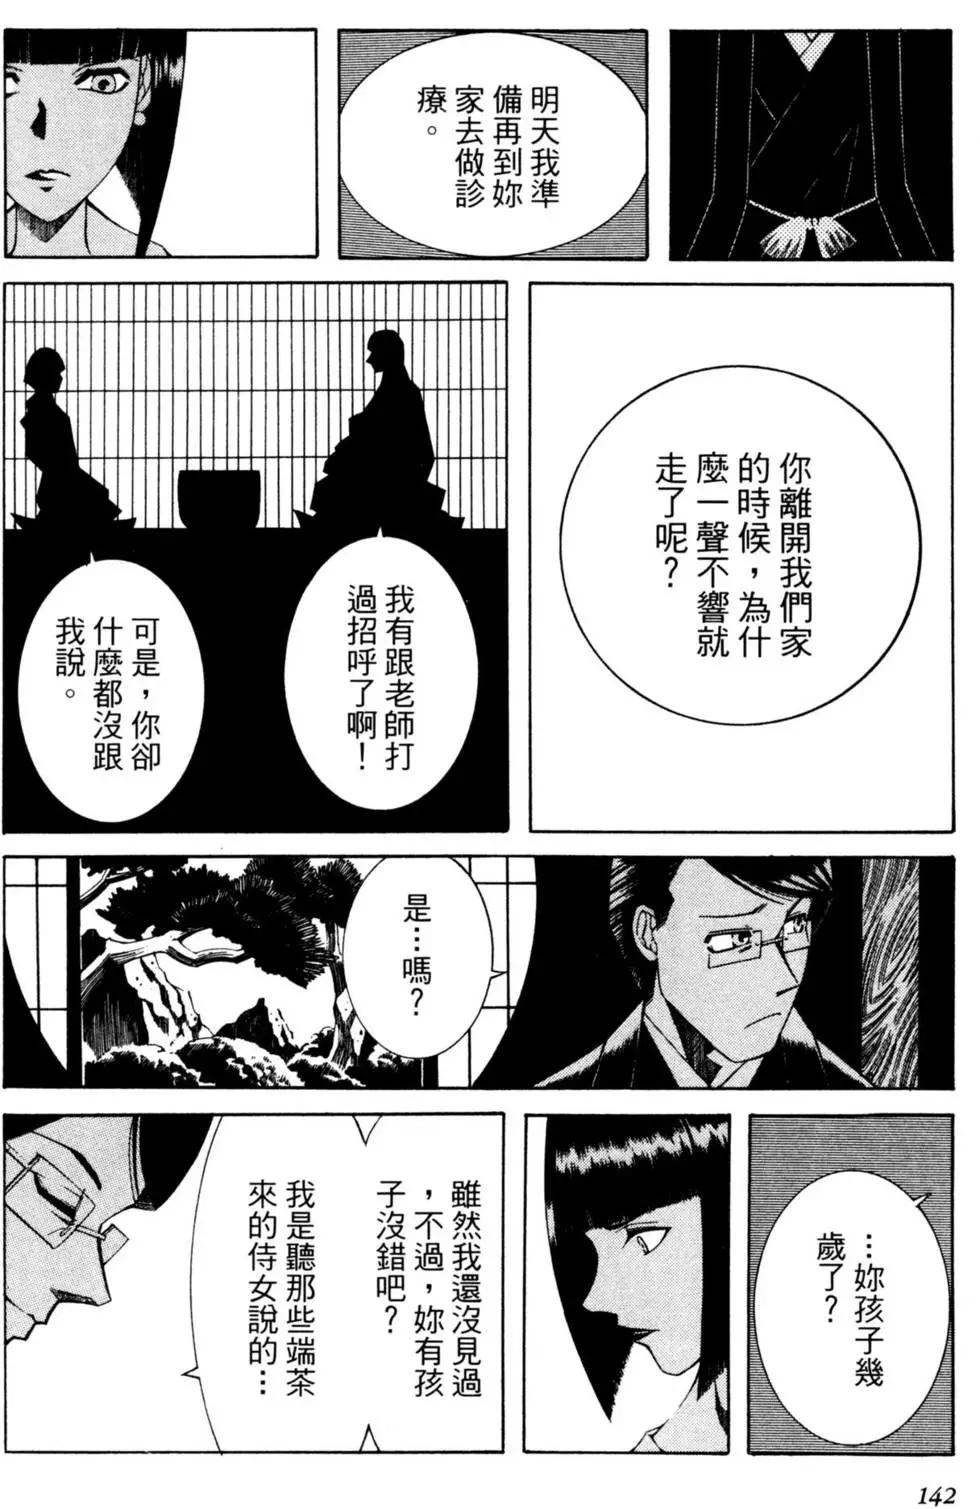 明天我準
備再到妳
家去做診
療。
你離開我們家
的時候，為什
麼一聲不響就
走了呢？
我有跟老師打
過招呼了啊！
可是，你卻
什麼都沒跟
我說。
是…嗎？
…妳孩子幾
歲了？
雖然我還沒見過
，不過，妳有孩
子沒錯吧？
我是聽那些端茶
來的侍女說的…
142